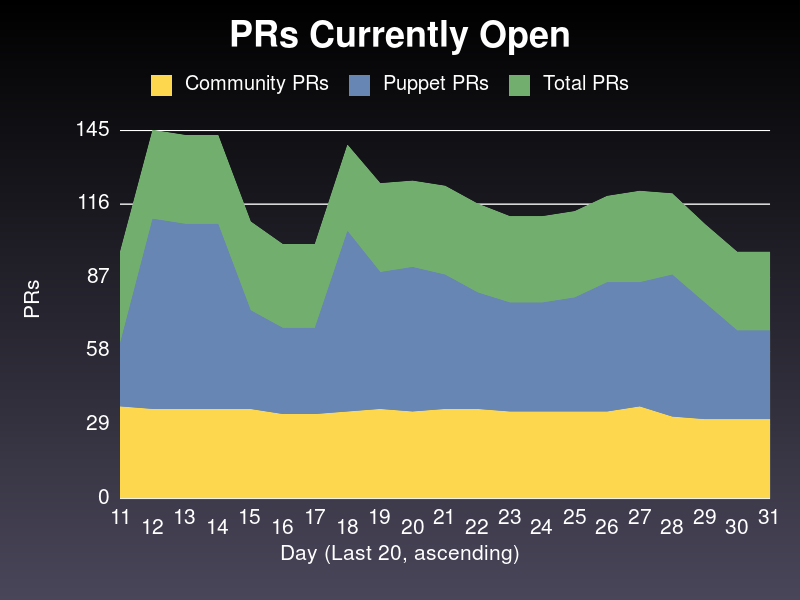 PRs Currently Open
Community PRs Puppet PRs Total PRs
145
116
87
58
29
0
PRs
11 12 13 14 15 16 17 18 19 20 21 22 23 24 25 26 27 28 29 30 31
Day (Last 20, ascending)